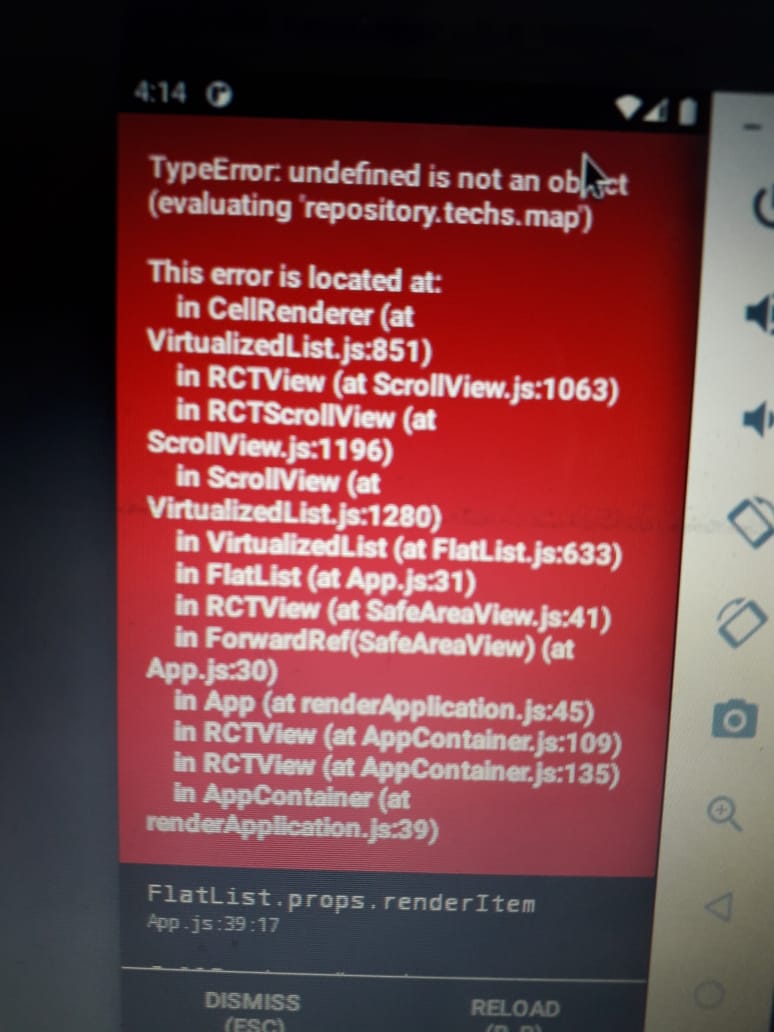 4:14
TypeError: undefined is not an object
(evaluating 'repository.techs.map')
This error is located at:
in CellRenderer (at
VirtualizedList.js:851)
in RCTView (at ScrollView.js:1063)
in RCTScrollView (at
ScrollView.js:1196)
in ScrollView (at
VirtualizedList.js:1280)
in VirtualizedList (at FlatList.js:633)
in FlatList (at App.js:31)
in RCTView (at SafeAreaView.js:41)
in ForwardRef(SafeAreaView) (at
App.js:30)
in App (at renderApplication.js:45)
in RCTView (at AppContainer.js:109)
in RCTView (at AppContainer.js:135)
in AppContainer (at
renderApplication.js:39)
FlatList.props.renderItem
App.js:39:17
DISMISS RELOAD
(ESC)